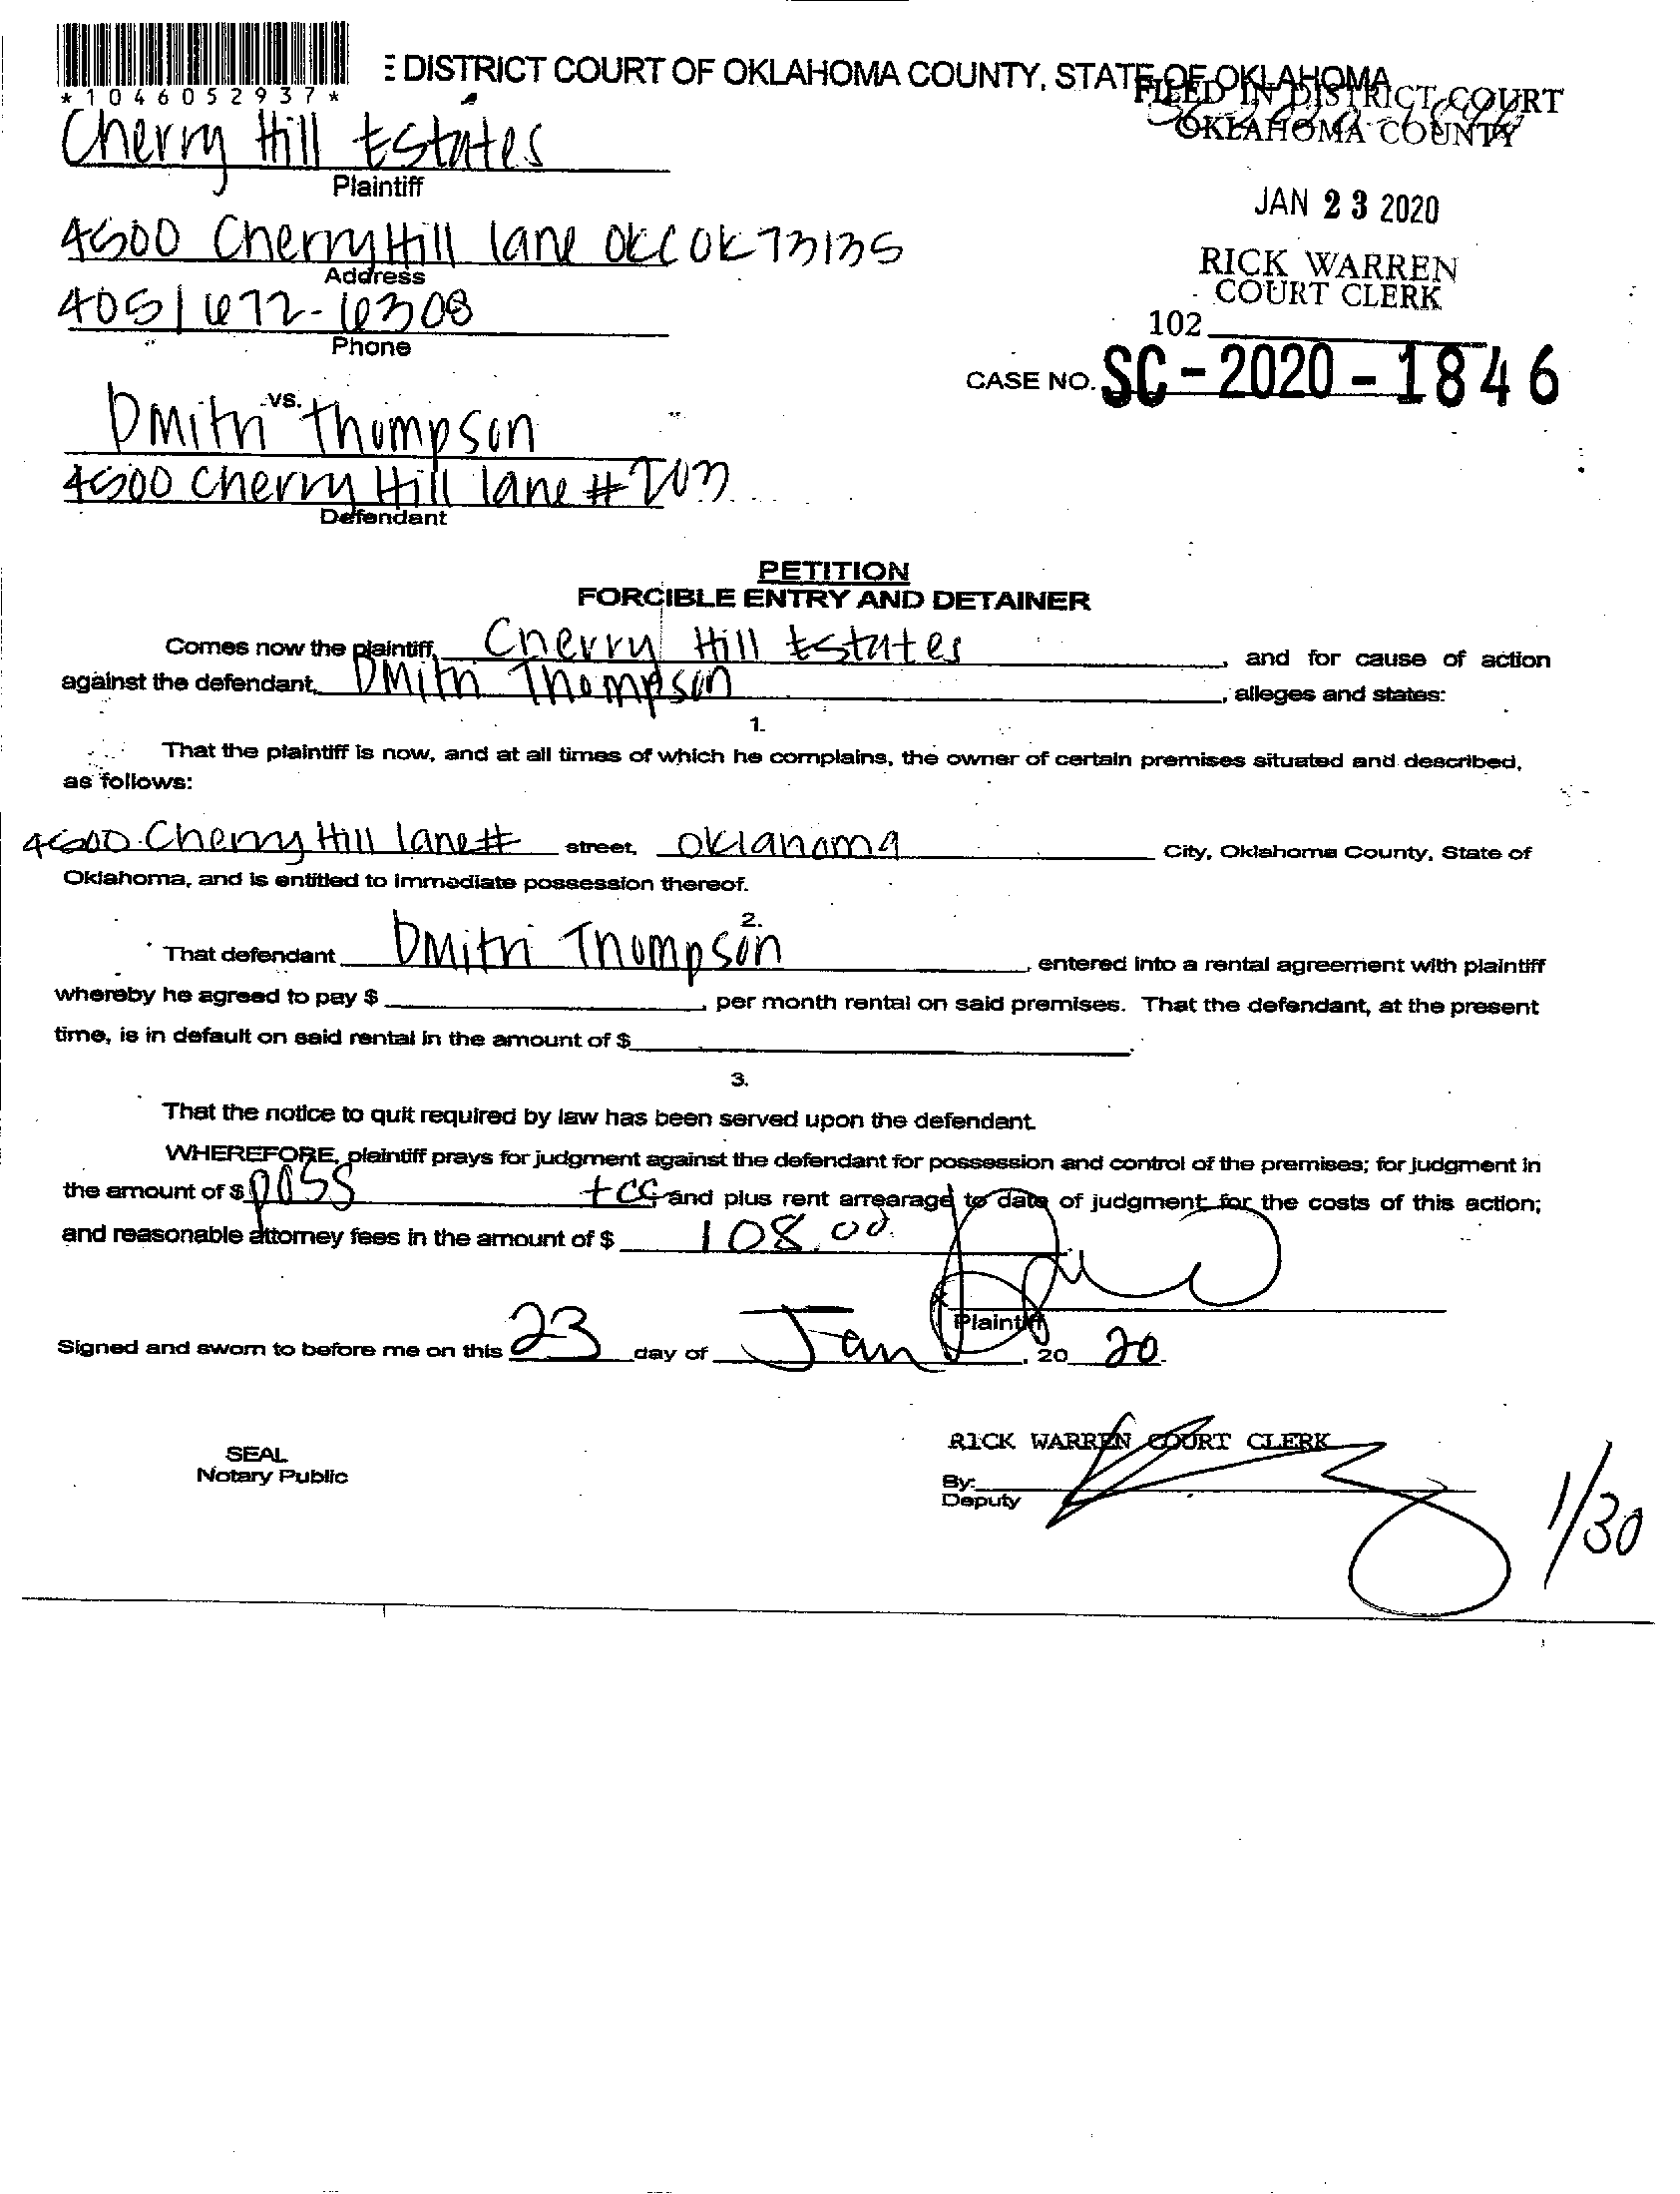 *1046052937*
E DISTRICT COURT OF OKLAHOMA COUNTY, STATE OF OKLAHOMA
FILED IN DISTRICT COURT
OKLAHOMA COUNTY
Cherry Hill Estates
Plaintiff
JAN 23 2020
4500 Cherry Hill lane OKC OK 73135
Address
RICK WARREN
COURT CLERK
405/672-6308
Phone
102
CASE NO. SC-2020-1846
vs.
Dmitri Thompson
4500 Cherry Hill lane # 203
Defendant
PETITION
FORCIBLE ENTRY AND DETAINER
Comes now the plaintiff, Cherry Hill Estates, and for cause of action
against the defendant, Dmitri Thompson, alleges and states:
1.
That the plaintiff is now, and at all times of which he complains, the owner of certain premises situated and described,
as follows:
4500 Cherry Hill lane# street, Oklahoma City, Oklahoma County, State of
Oklahoma, and is entitled to immediate possession thereof.
2.
That defendant Dmitri Thompson, entered into a rental agreement with plaintiff
whereby he agreed to pay $, per month rental on said premises. That the defendant, at the present
time, is in default on said rental in the amount of $.
3.
That the notice to quit required by law has been served upon the defendant.
WHEREFORE, plaintiff prays for judgment against the defendant for possession and control of the premises; for judgment in
the amount of $ poss +CC and plus rent arrearage to date of judgment for the costs of this action;
and reasonable attorney fees in the amount of $ 108.00
Plaintiff
Signed and sworn to before me on this 23 day of Jan, 20 20.
RICK WARREN COURT CLERK
SEAL
Notary Public
By:
Deputy
1/30